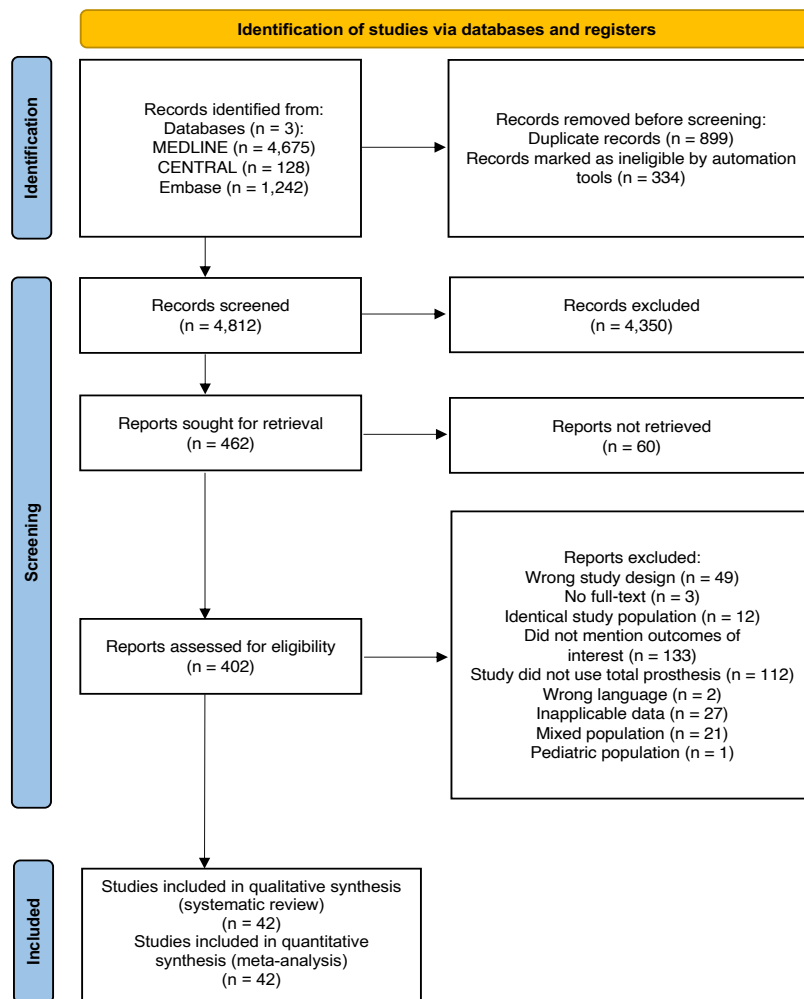 Identification of studies via databases and registers
Identification
Records identified from:
Databases (n = 3):
MEDLINE (n = 4,675)
CENTRAL (n = 128)
Embase (n = 1,242)
Records removed before screening:
Duplicate records (n = 899)
Records marked as ineligible by automation
tools (n = 334)
Screening
Records screened
(n = 4,812)
Records excluded
(n = 4,350)
Reports sought for retrieval
(n = 462)
Reports not retrieved
(n = 60)
Reports assessed for eligibility
(n = 402)
Reports excluded:
Wrong study design (n = 49)
No full-text (n = 3)
Identical study population (n = 12)
Did not mention outcomes of
interest (n = 133)
Study did not use total prosthesis (n = 112)
Wrong language (n = 2)
Inapplicable data (n = 27)
Mixed population (n = 21)
Pediatric population (n = 1)
Included
Studies included in qualitative synthesis
(systematic review)
(n = 42)
Studies included in quantitative
synthesis (meta-analysis)
(n = 42)